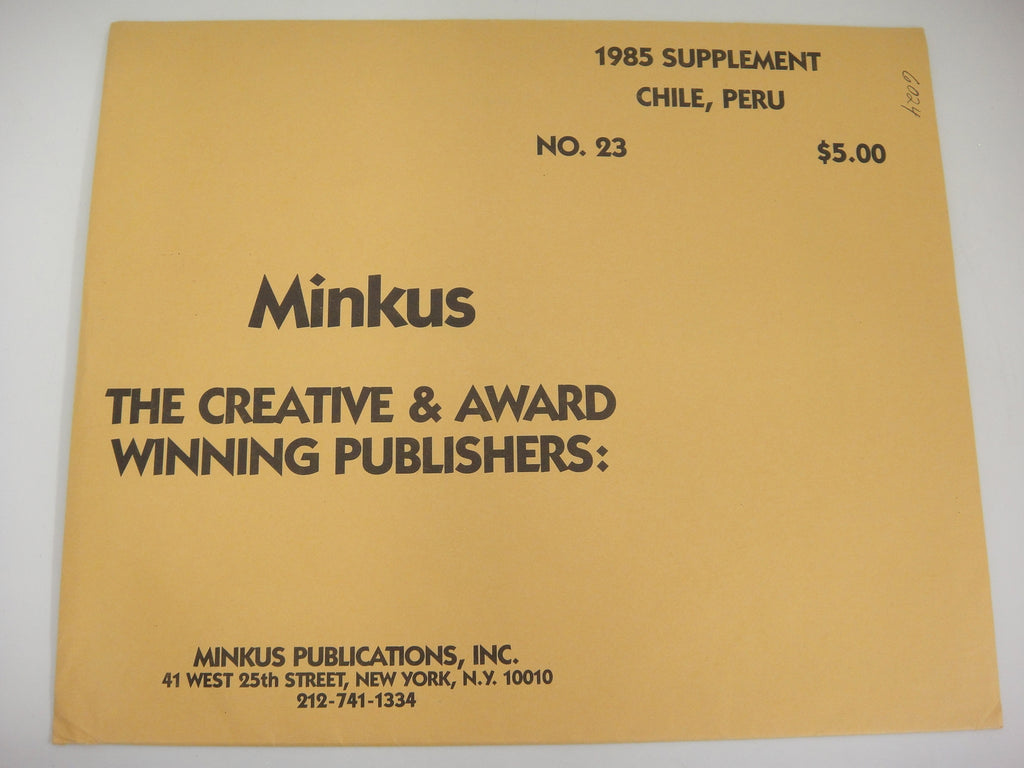 1985 SUPPLEMENT
CHILE, PERU
NO. 23 $5.00
6024
Minkus
THE CREATIVE & AWARD
WINNING PUBLISHERS:
MINKUS PUBLICATIONS, INC.
41 WEST 25th STREET, NEW YORK, N.Y. 10010
212-741-1334